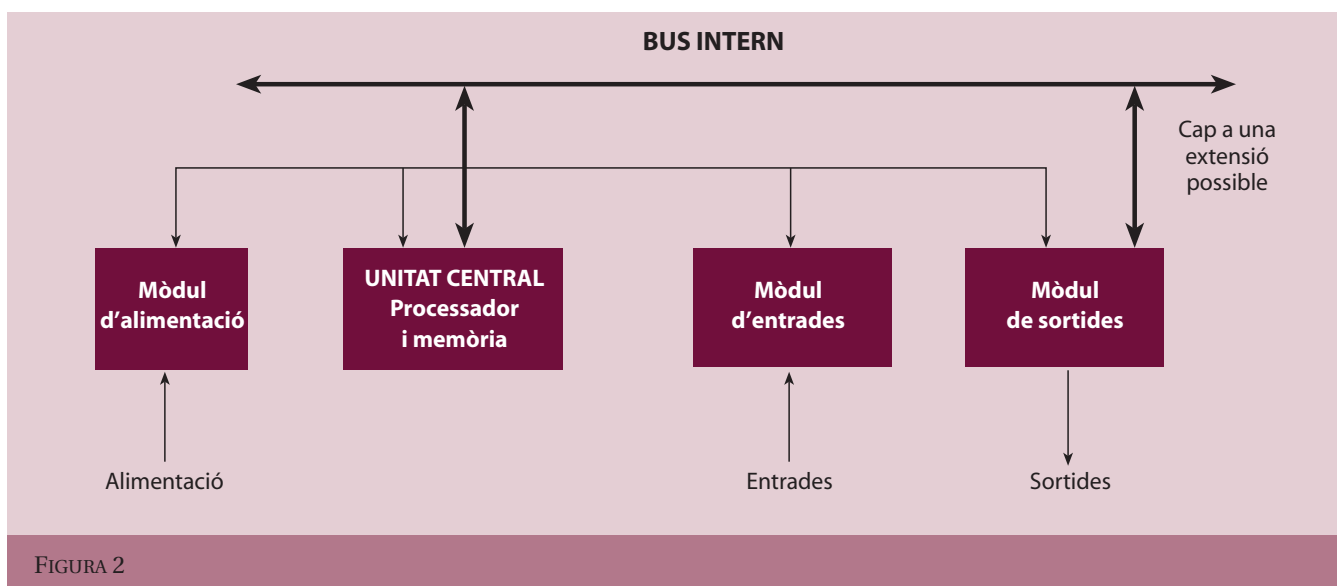 BUS INTERN
Cap a una
extensió
possible
Mòdul
d'alimentació
UNITAT CENTRAL
Processador
i memòria
Mòdul
d'entrades
Mòdul
de sortides
Alimentació
Entrades
Sortides
FIGURA 2